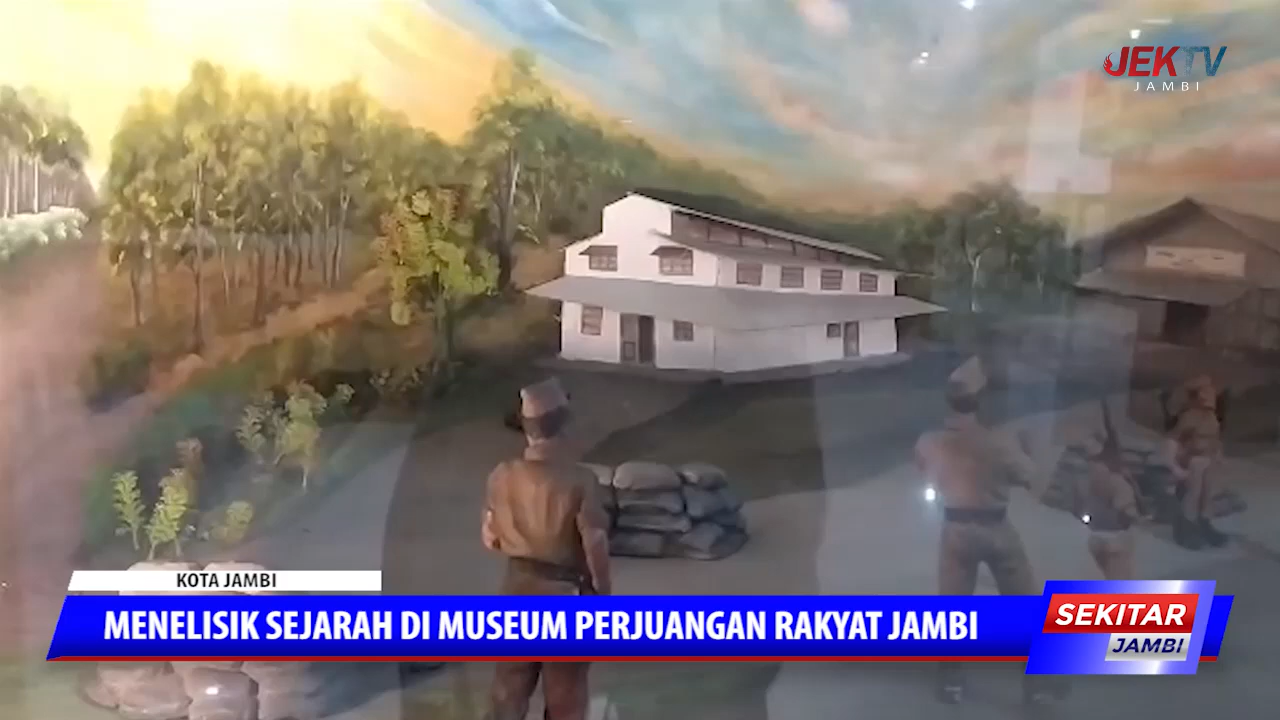 JEKTV
JAMBI
KOTA JAMBI
MENELISIK SEJARAH DI MUSEUM PERJUANGAN RAKYAT JAMBI
SEKITAR
JAMBI